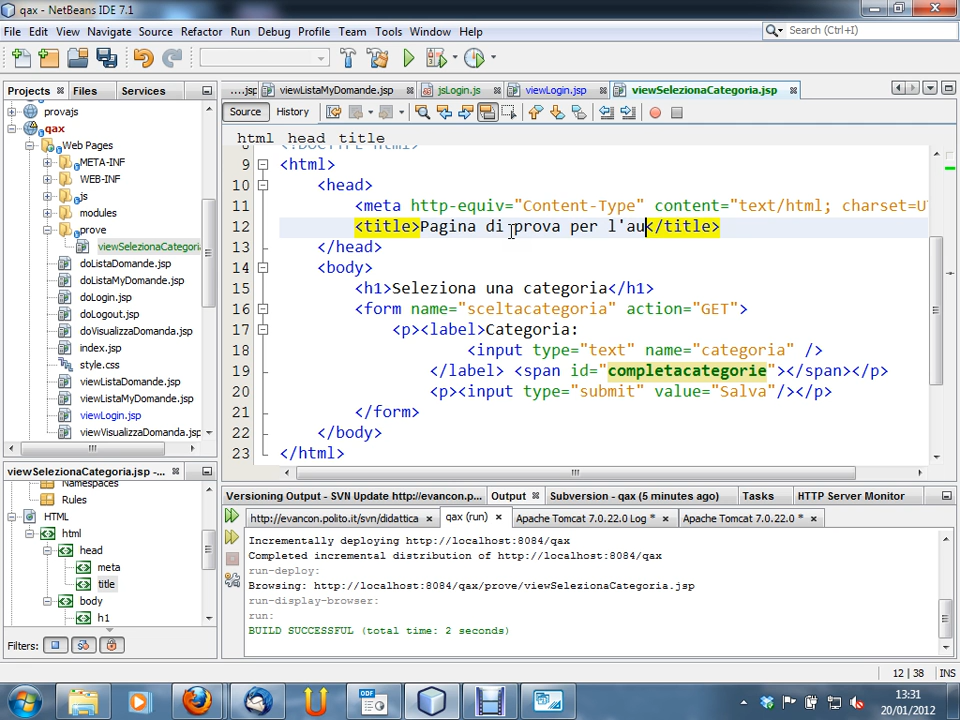 qax - NetBeans IDE 7.1
File Edit View Navigate Source Refactor Run Debug Profile Team Tools Window Help
Search (Ctrl+I)
Projects Files Services
...jsp viewListaMyDomande.jsp jsLogin.js viewLogin.jsp viewSelezionaCategoria.jsp
Source History
html head title
provajs
qax
Web Pages
META-INF
WEB-INF
js
modules
prove
viewSelezionaCategori
doListaDomande.jsp
doListaMyDomande.jsp
doLogin.jsp
doLogout.jsp
doVisualizzaDomanda.jsp
index.jsp
style.css
viewListaDomande.jsp
viewListaMyDomande.jsp
viewLogin.jsp
viewVisualizzaDomanda.jsp
8 <!DOCTYPE html>
9 <html>
10 <head>
11 <meta http-equiv="Content-Type" content="text/html; charset=U
12 <title>Pagina di prova per l'au</title>
13 </head>
14 <body>
15 <h1>Seleziona una categoria</h1>
16 <form name="sceltacategoria" action="GET">
17 <p><label>Categoria:
18 <input type="text" name="categoria" />
19 </label> <span id="completacategorie"></span></p>
20 <p><input type="submit" value="Salva"/></p>
21 </form>
22 </body>
23 </html>
viewSelezionaCategoria.jsp -...
Namespaces
Rules
HTML
html
head
meta
title
body
h1
Filters:
Versioning Output - SVN Update http://evancon.p... Output Subversion - qax (5 minutes ago) Tasks HTTP Server Monitor
http://evancon.polito.it/svn/didattica qax (run) Apache Tomcat 7.0.22.0 Log * Apache Tomcat 7.0.22.0 *
Incrementally deploying http://localhost:8084/qax
Completed incremental distribution of http://localhost:8084/qax
run-deploy:
Browsing: http://localhost:8084/qax/prove/viewSelezionaCategoria.jsp
run-display-browser:
run:
BUILD SUCCESSFUL (total time: 2 seconds)
12 | 38 INS
ODF
13:31
20/01/2012